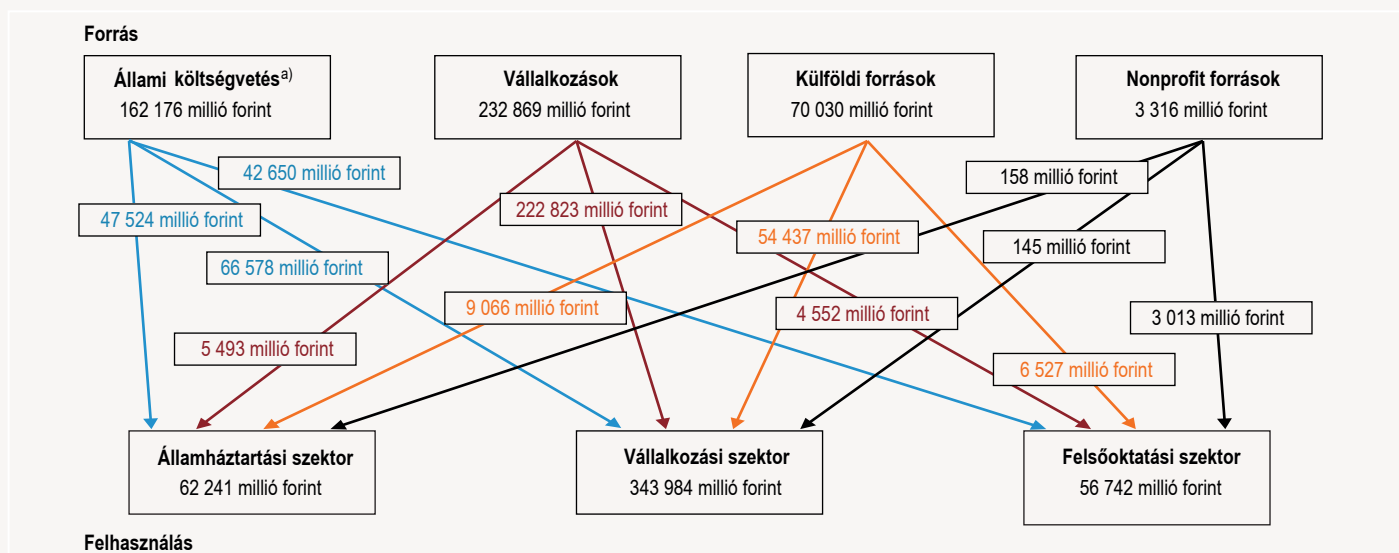 Forrás
Állami költségvetés a)
162 176 millió forint
Vállalkozások
232 869 millió forint
Külföldi források
70 030 millió forint
Nonprofit források
3 316 millió forint
42 650 millió forint
158 millió forint
47 524 millió forint
222 823 millió forint
54 437 millió forint
145 millió forint
66 578 millió forint
9 066 millió forint
4 552 millió forint
3 013 millió forint
5 493 millió forint
6 527 millió forint
Államháztartási szektor
62 241 millió forint
Vállalkozási szektor
343 984 millió forint
Felsőoktatási szektor
56 742 millió forint
Felhasználás